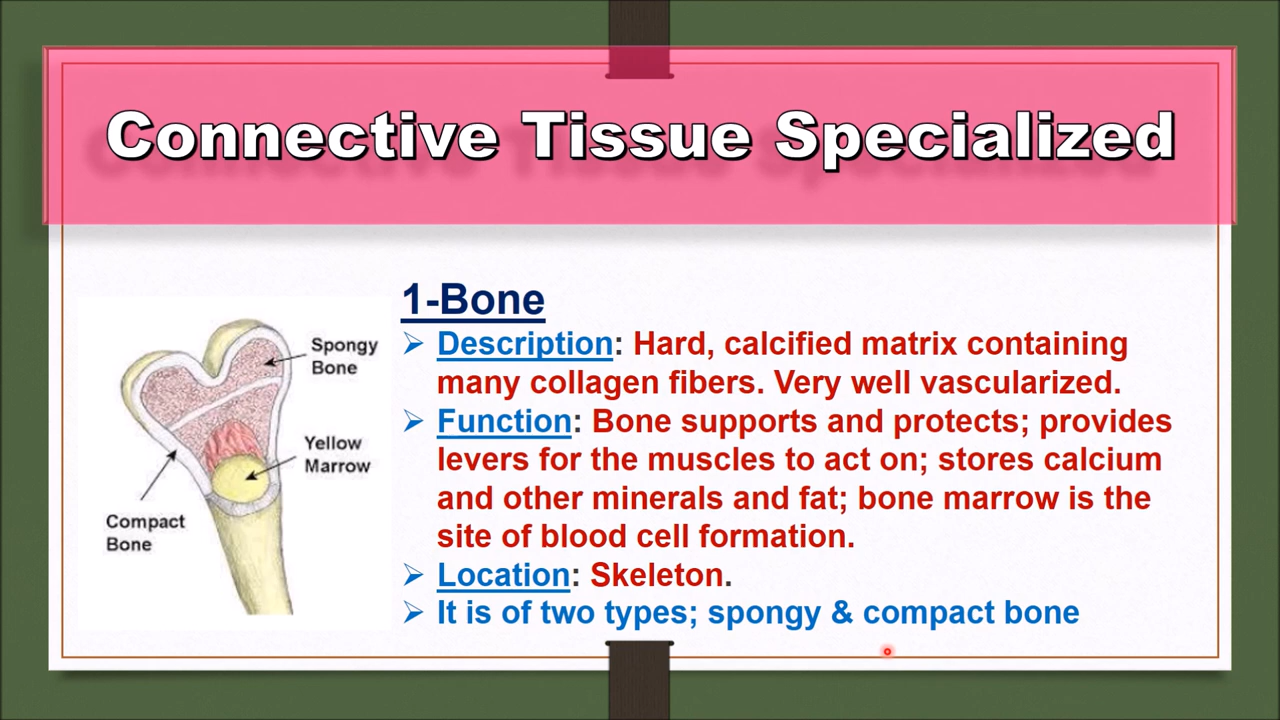 Connective Tissue Specialized
Spongy
Bone
Yellow
Marrow
Compact
Bone
1-Bone
➢ Description: Hard, calcified matrix containing
many collagen fibers. Very well vascularized.
➢ Function: Bone supports and protects; provides
levers for the muscles to act on; stores calcium
and other minerals and fat; bone marrow is the
site of blood cell formation.
➢ Location: Skeleton.
➢ It is of two types; spongy & compact bone